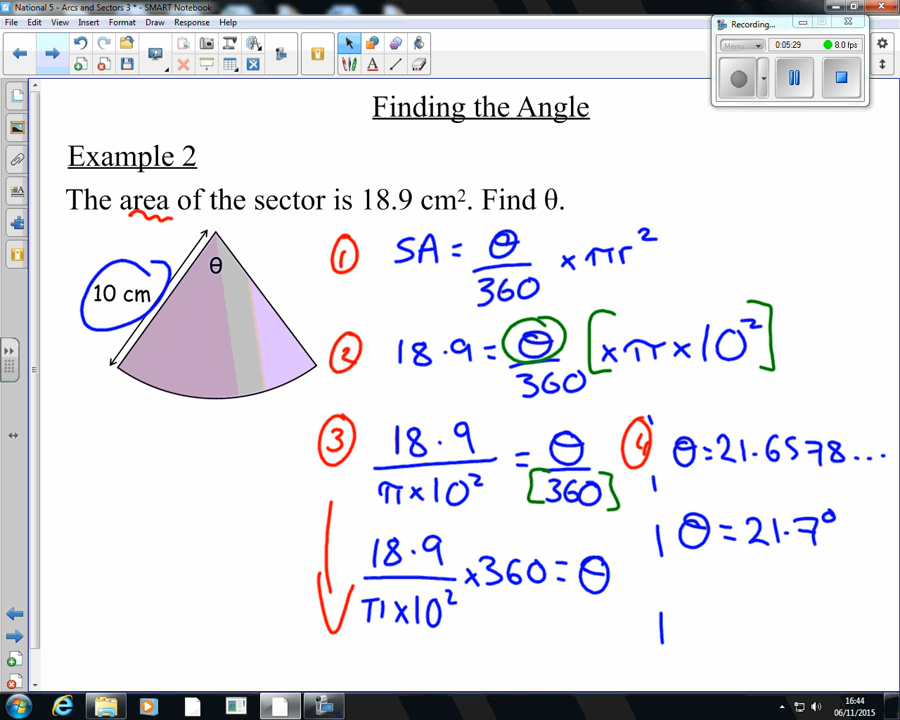 National 5 - Arcs and Sectors 3 * - SMART Notebook
File Edit View Insert Format Draw Response Help
Recording...
Menu
0:05:29
8.0 fps
Finding the Angle
Example 2
The area of the sector is 18.9 cm². Find θ.
θ
10 cm
① SA = θ/360 × πr²
② 18.9 = θ/360 [× π × 10²]
③ 18.9/π×10² = θ/[360]
18.9/π×10² ×360 = θ
④ θ = 21.6578...
θ = 21.7°
16:44
06/11/2015